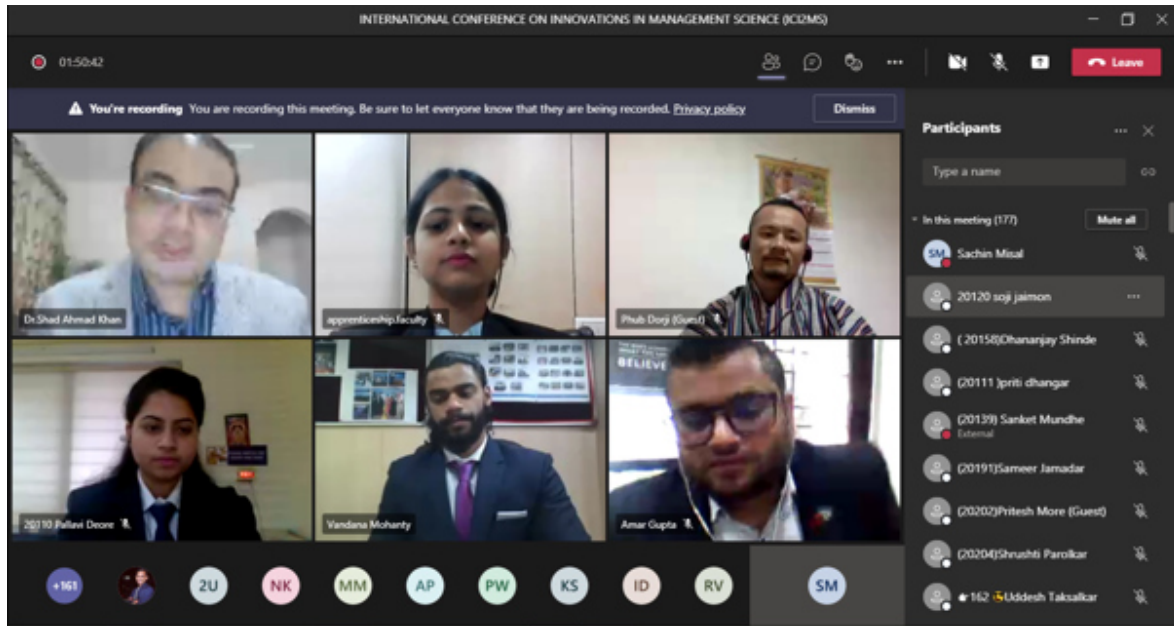 INTERNATIONAL CONFERENCE ON INNOVATIONS IN MANAGEMENT SCIENCE (ICI2MS)
01:50:42
Leave
You're recording You are recording this meeting. Be sure to let everyone know that they are being recorded. Privacy policy
Dismiss
Dr.Shad Ahmad Khan
apprenticeship.faculty
Phub Dorji (Guest)
BELIEVE
20110 Pallavi Deore
Vandana Mohanty
Amar Gupta
+161
2U
NK
MM
AP
PW
KS
ID
RV
SM
Participants
Type a name
In this meeting (177)
Mute all
SM
Sachin Misal
20120 soji jaimon
( 20158)Dhananjay Shinde
(20111 )priti dhangar
(20139) Sanket Mundhe
External
(20191)Sameer Jamadar
(20202)Pritesh More (Guest)
(20204)Shrushti Parolkar
162 Uddesh Taksalkar